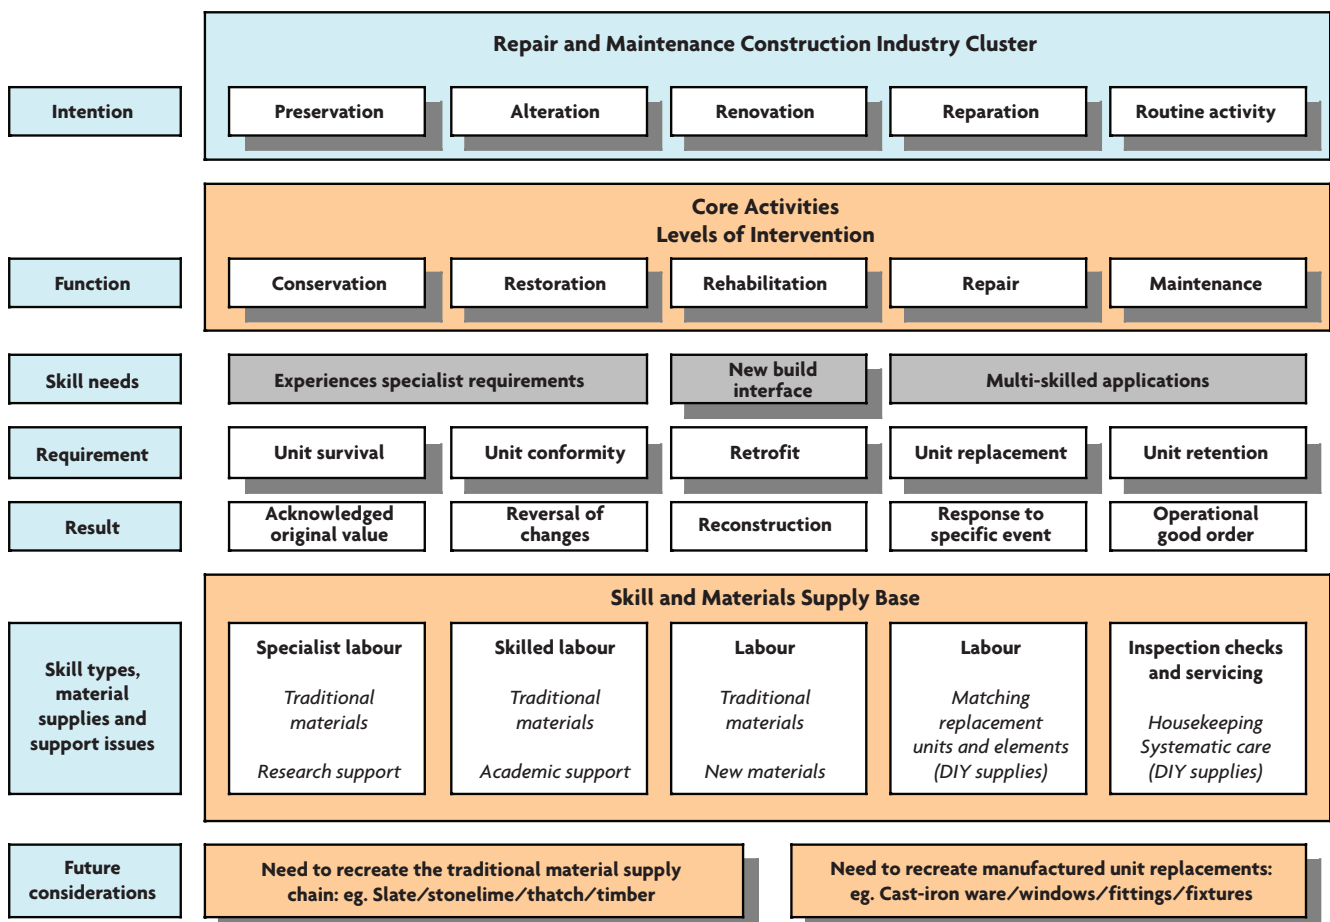 Repair and Maintenance Construction Industry Cluster
Intention
Preservation
Alteration
Renovation
Reparation
Routine activity
Core Activities
Levels of Intervention
Function
Conservation
Restoration
Rehabilitation
Repair
Maintenance
Skill needs
Experiences specialist requirements
New build
interface
Multi-skilled applications
Requirement
Unit survival
Unit conformity
Retrofit
Unit replacement
Unit retention
Result
Acknowledged
original value
Reversal of
changes
Reconstruction
Response to
specific event
Operational
good order
Skill and Materials Supply Base
Skill types,
material
supplies and
support issues
Specialist labour
Traditional
materials
Research support
Skilled labour
Traditional
materials
Academic support
Labour
Traditional
materials
New materials
Labour
Matching
replacement
units and elements
(DIY supplies)
Inspection checks
and servicing
Housekeeping
Systematic care
(DIY supplies)
Future
considerations
Need to recreate the traditional material supply
chain: eg. Slate/stonelime/thatch/timber
Need to recreate manufactured unit replacements:
eg. Cast-iron ware/windows/fittings/fixtures